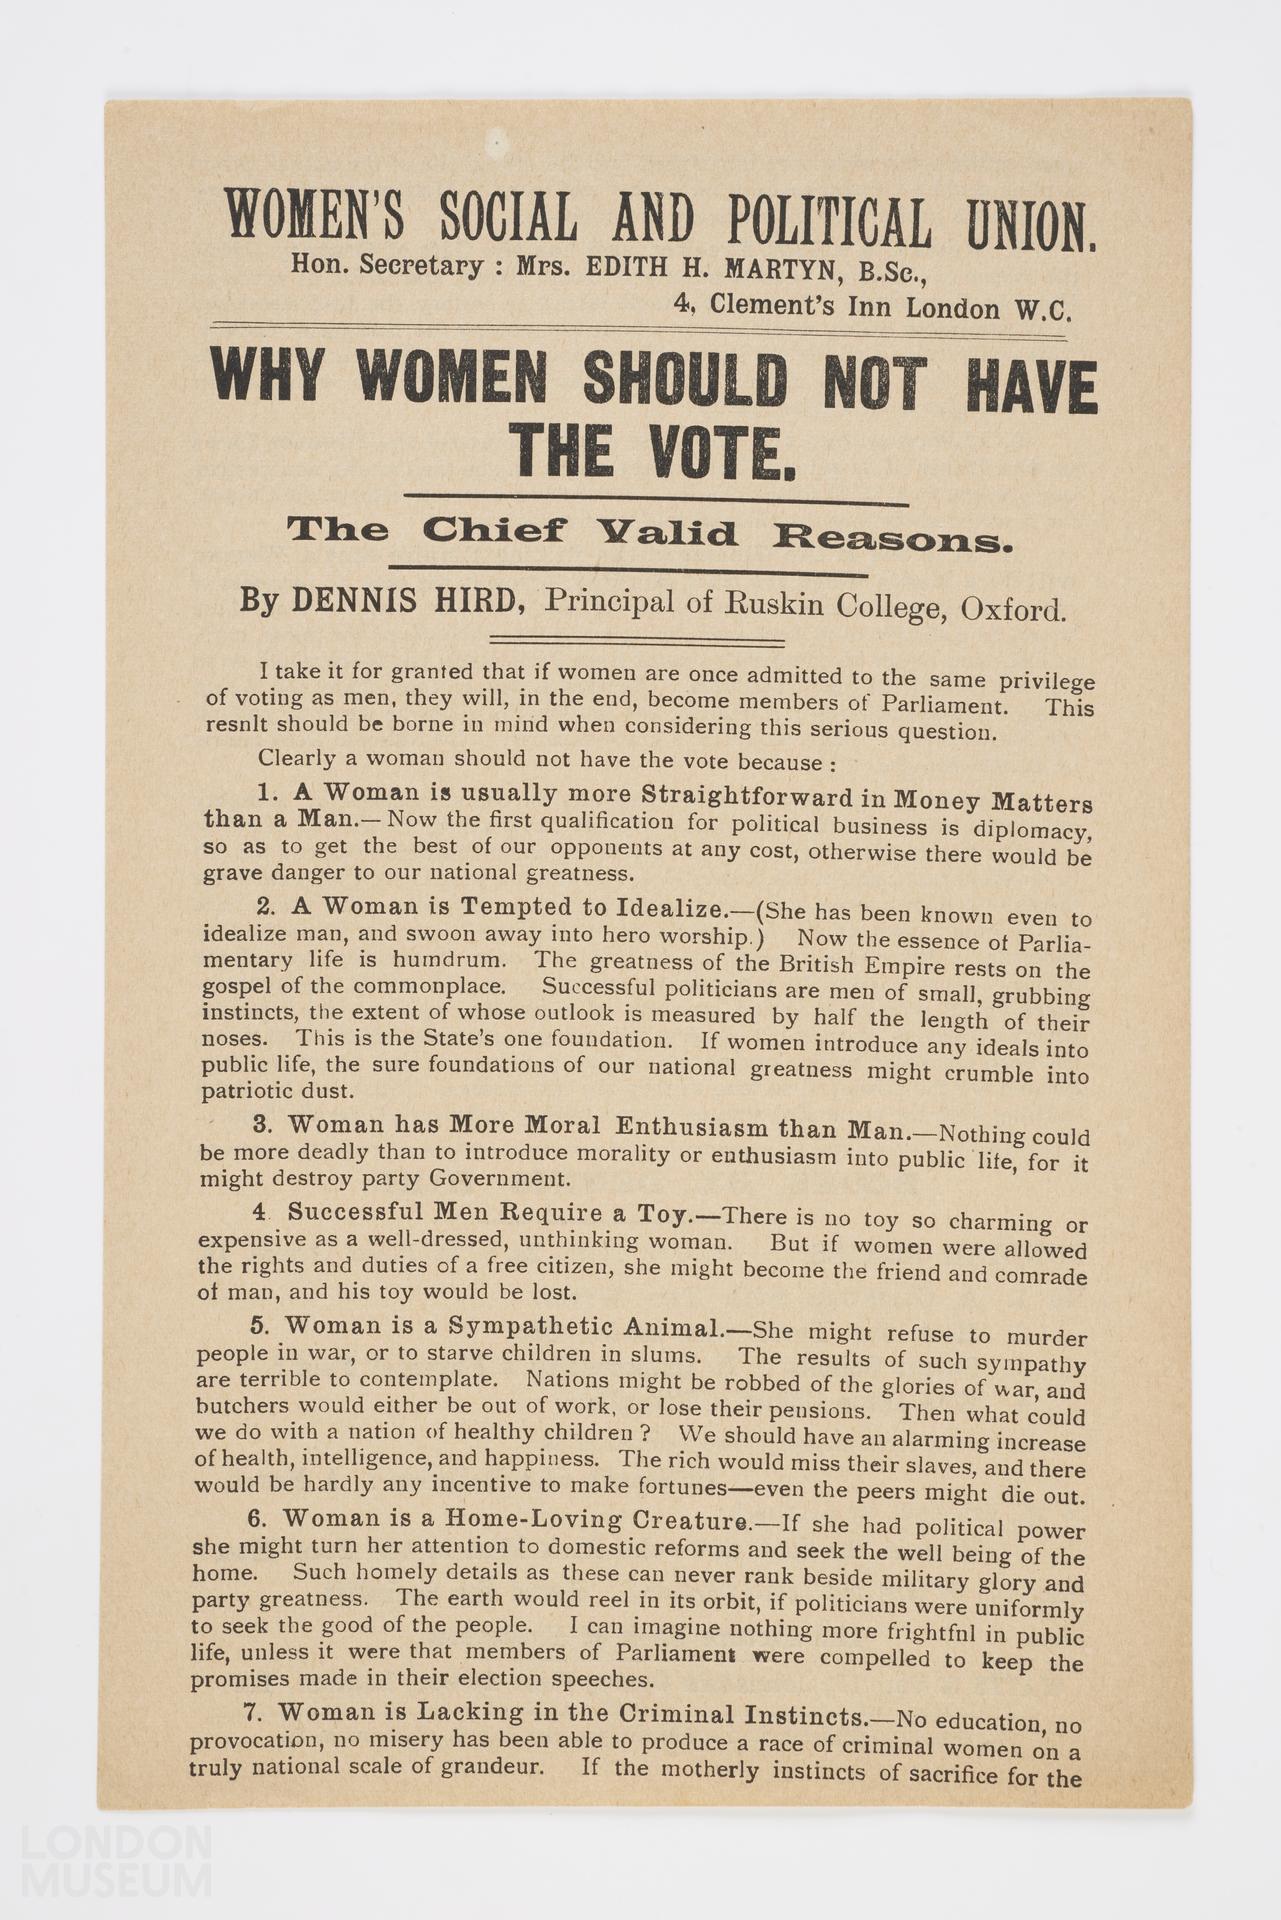 WOMEN'S SOCIAL AND POLITICAL UNION.
Hon. Secretary : Mrs. EDITH H. MARTYN, B.Sc.,
4, Clement's Inn London W.C.
WHY WOMEN SHOULD NOT HAVE
THE VOTE.
The Chief Valid Reasons.
By DENNIS HIRD, Principal of Ruskin College, Oxford.
I take it for granted that if women are once admitted to the same privilege
of voting as men, they will, in the end, become members of Parliament. This
resnlt should be borne in mind when considering this serious question.
Clearly a woman should not have the vote because :
1. A Woman is usually more Straightforward in Money Matters
than a Man.—Now the first qualification for political business is diplomacy,
so as to get the best of our opponents at any cost, otherwise there would be
grave danger to our national greatness.
2. A Woman is Tempted to Idealize.—(She has been known even to
idealize man, and swoon away into hero worship.) Now the essence of Parlia-
mentary life is humdrum. The greatness of the British Empire rests on the
gospel of the commonplace. Successful politicians are men of small, grubbing
instincts, the extent of whose outlook is measured by half the length of their
noses. This is the State's one foundation. If women introduce any ideals into
public life, the sure foundations of our national greatness might crumble into
patriotic dust.
3. Woman has More Moral Enthusiasm than Man.—Nothing could
be more deadly than to introduce morality or enthusiasm into public life, for it
might destroy party Government.
4. Successful Men Require a Toy.—There is no toy so charming or
expensive as a well-dressed, unthinking woman. But if women were allowed
the rights and duties of a free citizen, she might become the friend and comrade
of man, and his toy would be lost.
5. Woman is a Sympathetic Animal.—She might refuse to murder
people in war, or to starve children in slums. The results of such sympathy
are terrible to contemplate. Nations might be robbed of the glories of war, and
butchers would either be out of work, or lose their pensions. Then what could
we do with a nation of healthy children ? We should have an alarming increase
of health, intelligence, and happiness. The rich would miss their slaves, and there
would be hardly any incentive to make fortunes—even the peers might die out.
6. Woman is a Home-Loving Creature.—If she had political power
she might turn her attention to domestic reforms and seek the well being of the
home. Such homely details as these can never rank beside military glory and
party greatness. The earth would reel in its orbit, if politicians were uniformly
to seek the good of the people. I can imagine nothing more frightfnl in public
life, unless it were that members of Parliament were compelled to keep the
promises made in their election speeches.
7. Woman is Lacking in the Criminal Instincts.—No education, no
provocation, no misery has been able to produce a race of criminal women on a
truly national scale of grandeur. If the motherly instincts of sacrifice for the
LONDON
MUSEUM